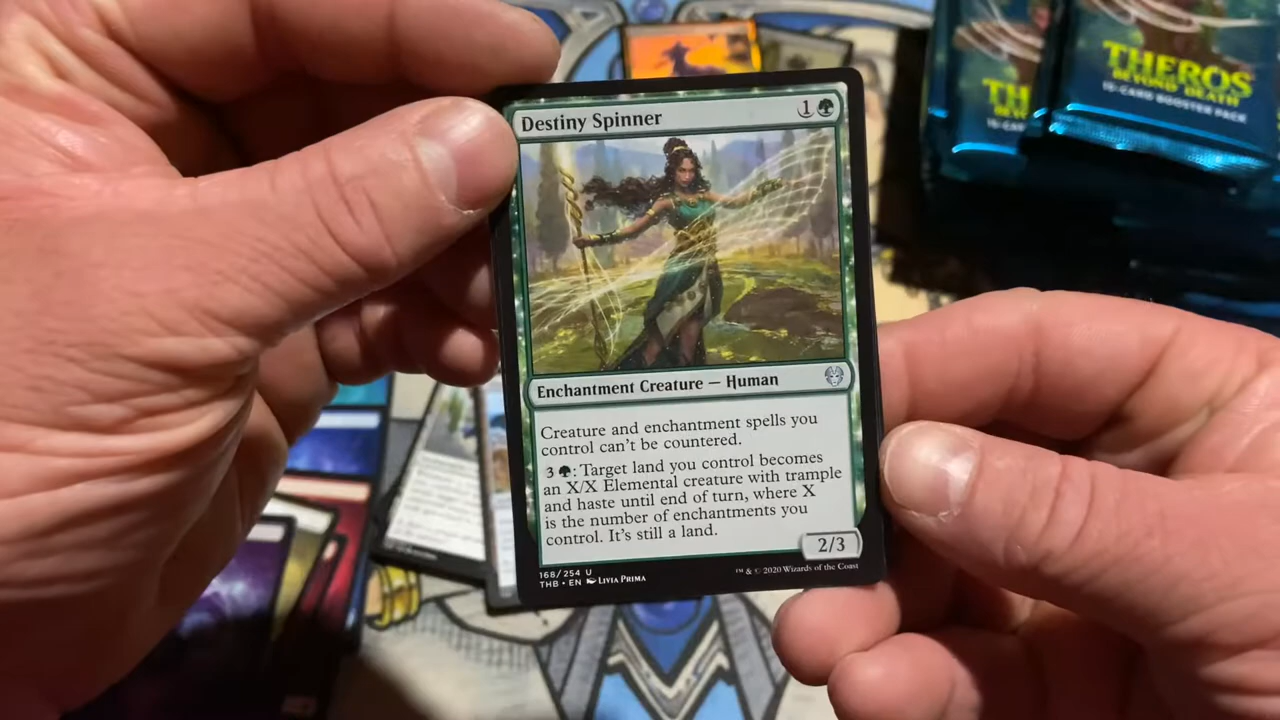 THEROS
BEYOND DEATH
15-CARD BOOSTER PACK
Destiny Spinner
1
Enchantment Creature — Human
Creature and enchantment spells you
control can't be countered.
3 : Target land you control becomes
an X/X Elemental creature with trample
and haste until end of turn, where X
is the number of enchantments you
control. It's still a land.
2/3
168/254 U
THB • EN LIVIA PRIMA
™ & © 2020 Wizards of the Coast